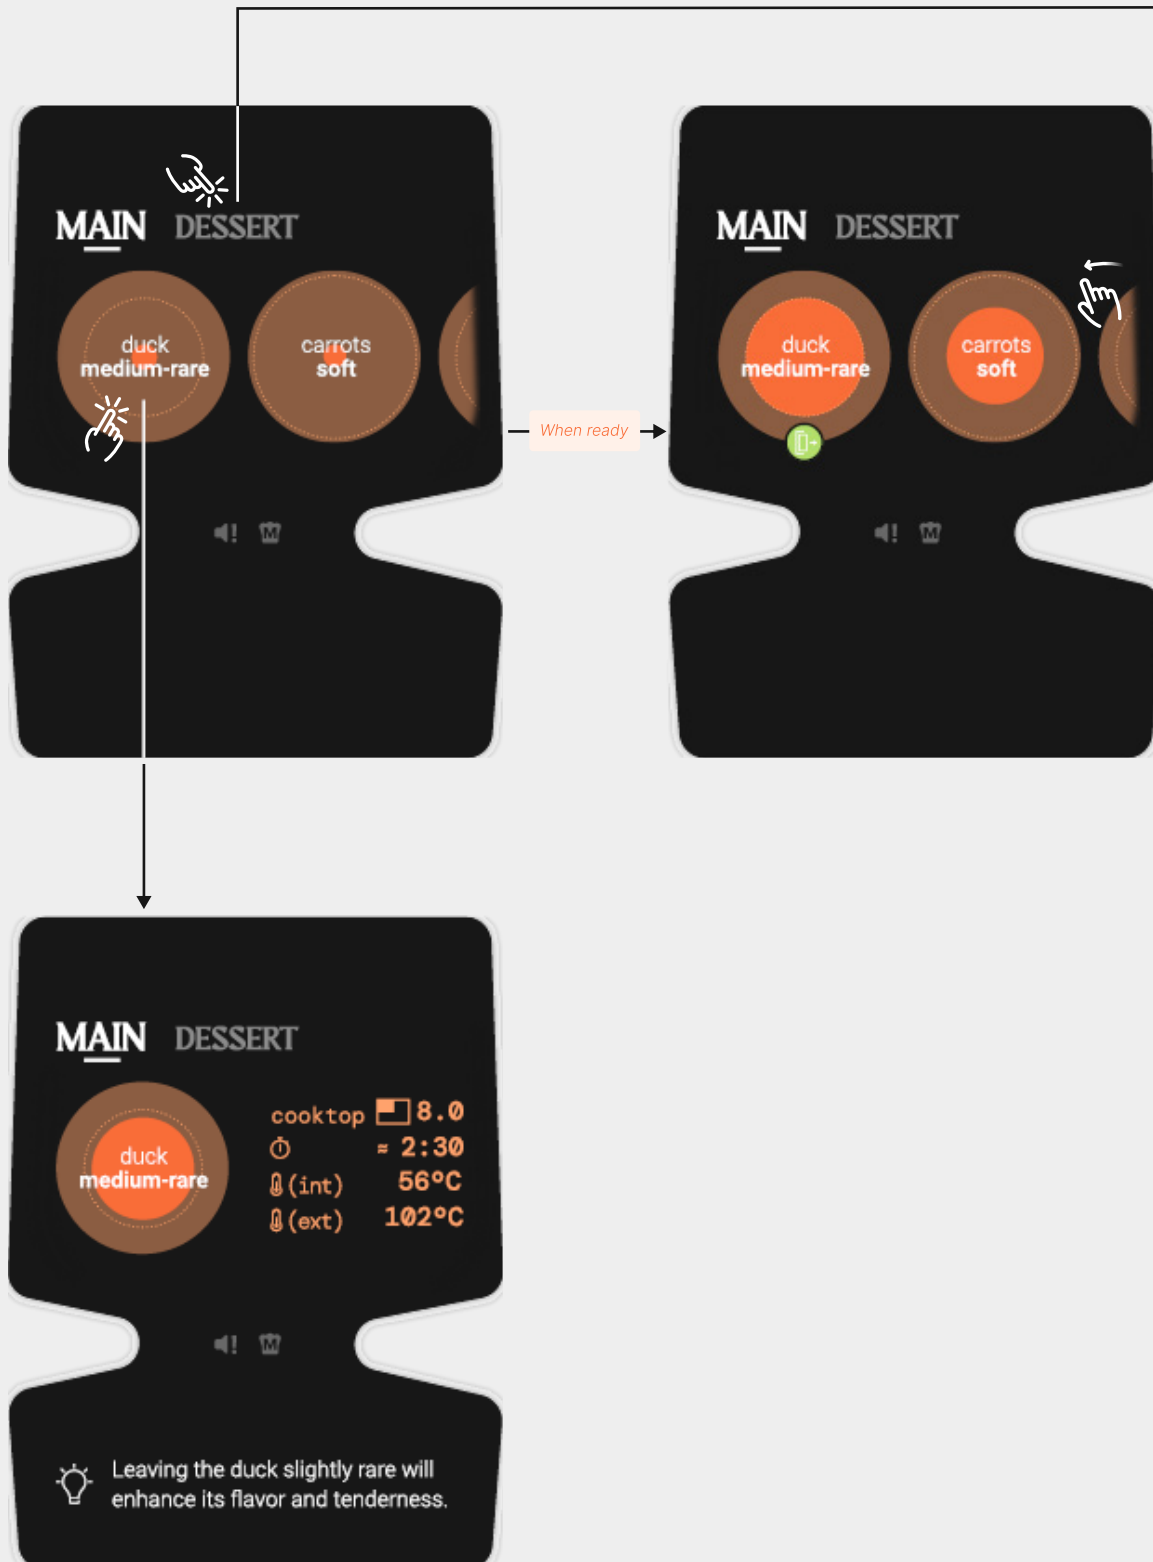 MAIN DESSERT
duck
medium-rare
carrots
soft
When ready
MAIN DESSERT
duck
medium-rare
carrots
soft
MAIN DESSERT
duck
medium-rare
cooktop 8.0
≈ 2:30
(int) 56°C
(ext) 102°C
Leaving the duck slightly rare will
enhance its flavor and tenderness.